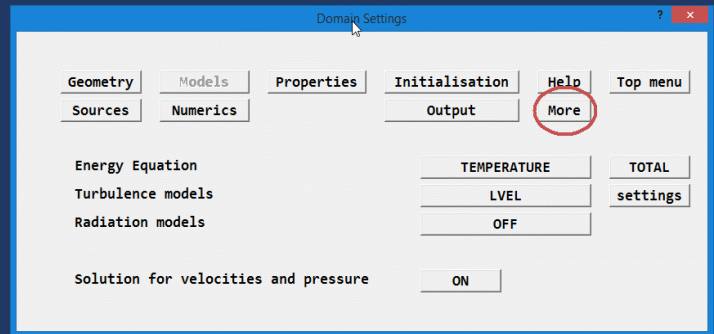 Domain Settings ? ×
Geometry Models Properties Initialisation Help Top menu
Sources Numerics Output More
Energy Equation TEMPERATURE TOTAL
Turbulence models LVEL settings
Radiation models OFF
Solution for velocities and pressure ON